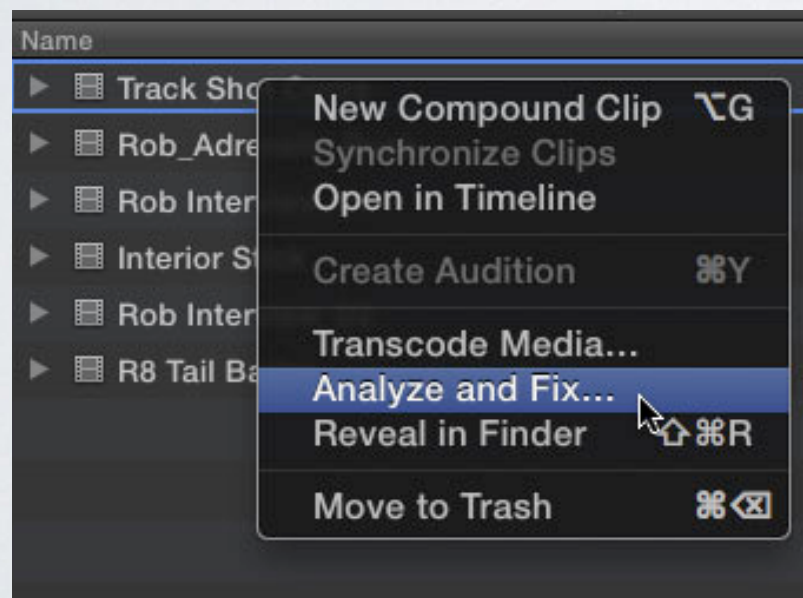 Name
Track Sho
New Compound Clip ⌥G
Rob_Adre
Synchronize Clips
Rob Inter
Open in Timeline
Interior S
Create Audition ⌘Y
Rob Inter
Transcode Media...
R8 Tail Ba
Analyze and Fix...
Reveal in Finder ⇧⌘R
Move to Trash ⌘⌫